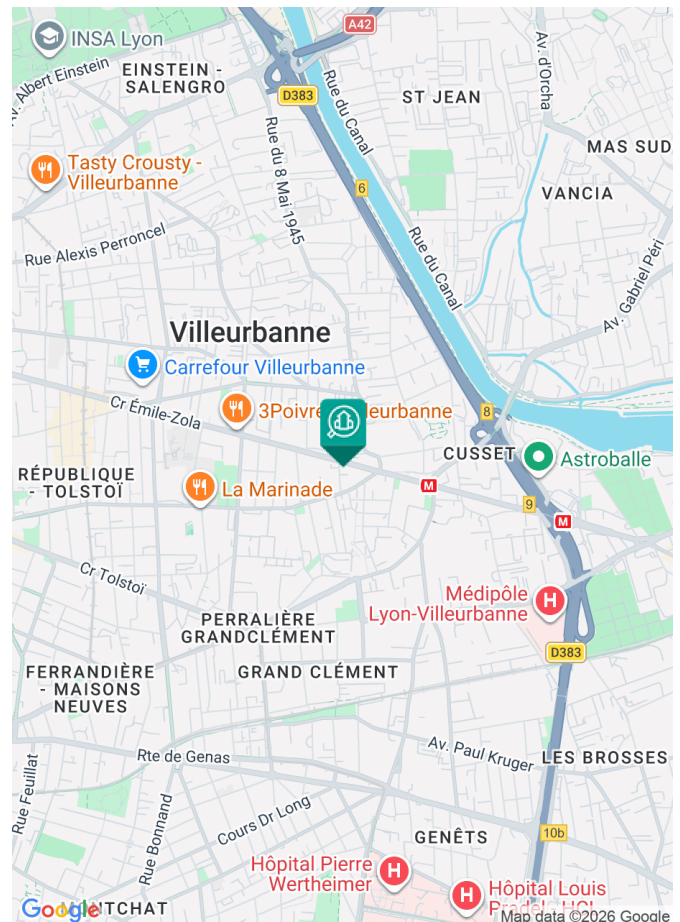 A42
INSA Lyon
Av. Albert Einstein
EINSTEIN -
SALENGRO
D383
Rue du Canal
ST JEAN
Av. d'Orcha
MAS SUD
Tasty Crousty -
Villeurbanne
Rue du 8 Mai 1945
6
VANCIA
Rue Alexis Perroncel
Rue du Canal
Av. Gabriel Péri
Villeurbanne
Carrefour Villeurbanne
Cr Émile-Zola
8
CUSSET
Astroballe
RÉPUBLIQUE
- TOLSTOÏ
La Marinade
M
9
M
Cr Tolstoï
Médipôle
Lyon-Villeurbanne
H
PERRALIÈRE
GRANDCLÉMENT
D383
FERRANDIÈRE
- MAISONS
NEUVES
GRAND CLÉMENT
Rte de Genas
Av. Paul Kruger
LES BROSSES
Rue Feuillat
Rue Bonnand
Cours Dr Long
10b
GENÊTS
Hôpital Pierre
Wertheimer
H
H
Hôpital Louis
Google
Map data ©2026 Google